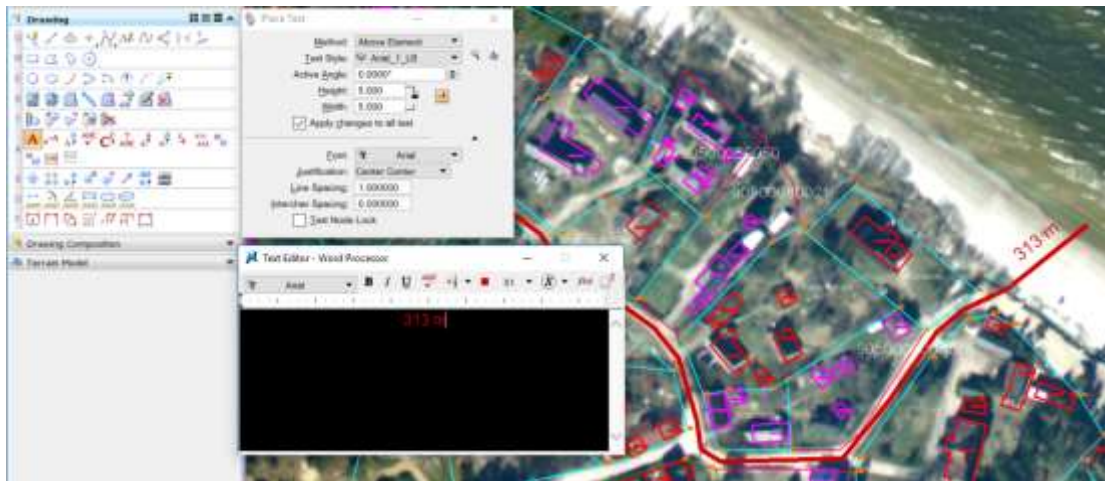 Drawing
Drawing Composition
Terrain Model
Place Text
Method: Above Element
Text Style: Arial_1_L8
Active Angle: 0.0000°
Height: 5.000
Width: 5.000
Apply changes to all text
Font: Arial
Justification: Center Center
Line Spacing: 1.000000
Interchar Spacing: 0.000000
Text Node Lock
Text Editor - Word Processor
Arial
B I U
313 m
313 m